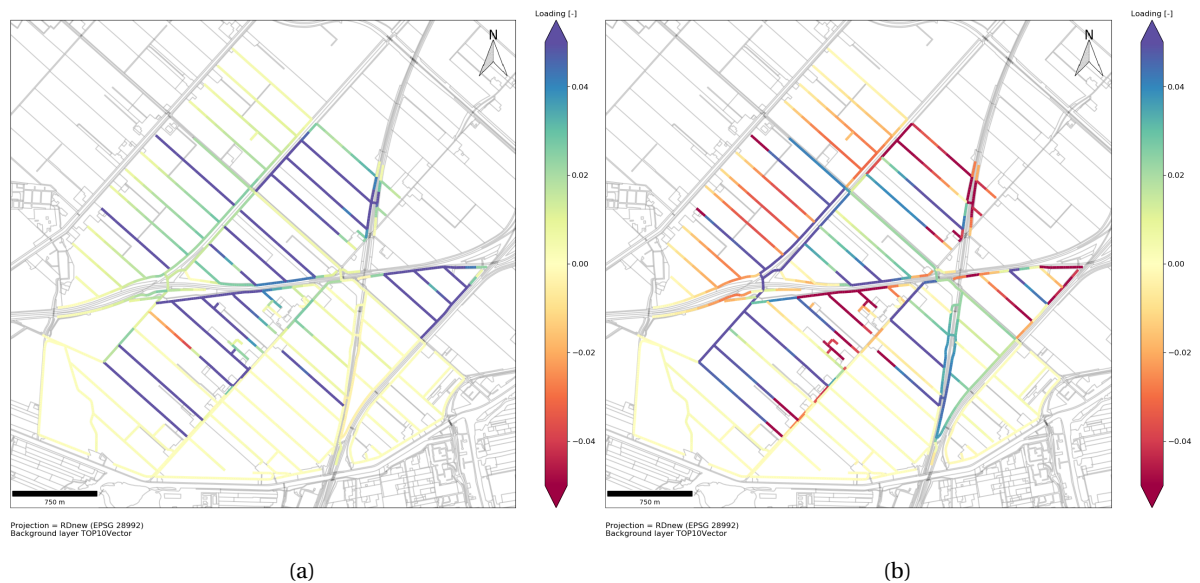 Loading [-]
N
0.04
0.02
0.00
−0.02
−0.04
750 m
Projection = RDnew (EPSG 28992)
Background layer TOP10Vector
(a)
Loading [-]
N
0.04
0.02
0.00
−0.02
−0.04
750 m
Projection = RDnew (EPSG 28992)
Background layer TOP10Vector
(b)